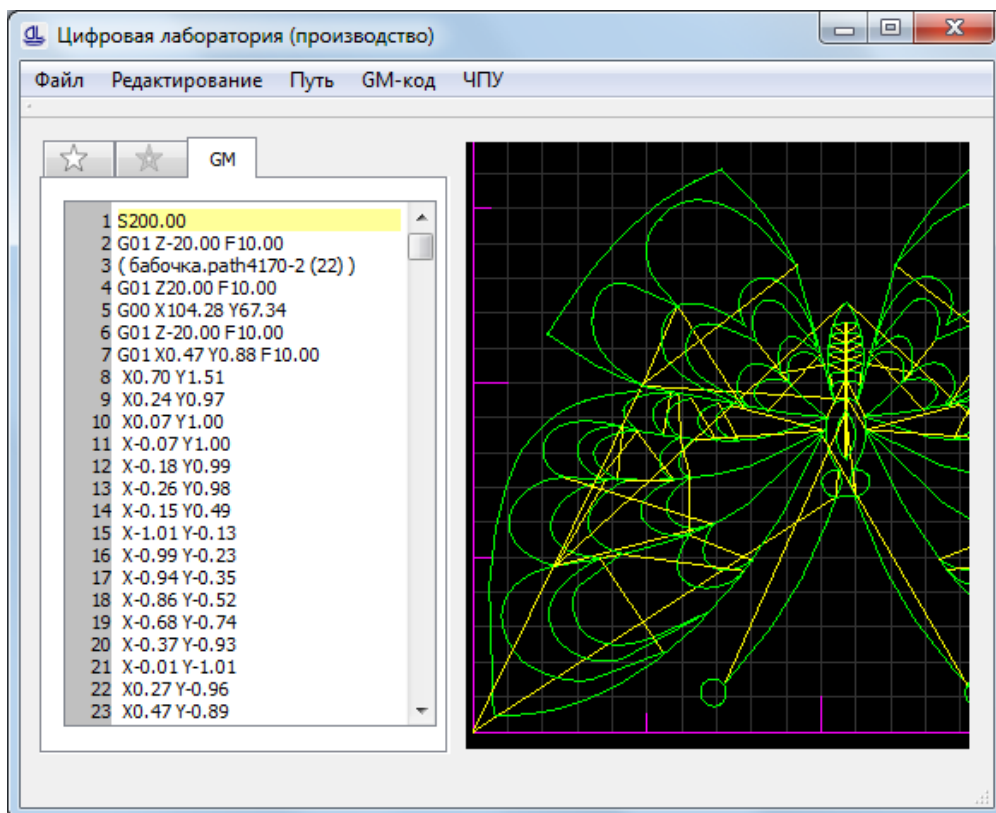 Цифровая лаборатория (производство)
Файл Редактирование Путь GM-код ЧПУ
GM
1 S200.00
2 G01 Z-20.00 F10.00
3 ( бабочка.path4170-2 (22) )
4 G01 Z20.00 F10.00
5 G00 X104.28 Y67.34
6 G01 Z-20.00 F10.00
7 G01 X0.47 Y0.88 F10.00
8 X0.70 Y1.51
9 X0.24 Y0.97
10 X0.07 Y1.00
11 X-0.07 Y1.00
12 X-0.18 Y0.99
13 X-0.26 Y0.98
14 X-0.15 Y0.49
15 X-1.01 Y-0.13
16 X-0.99 Y-0.23
17 X-0.94 Y-0.35
18 X-0.86 Y-0.52
19 X-0.68 Y-0.74
20 X-0.37 Y-0.93
21 X-0.01 Y-1.01
22 X0.27 Y-0.96
23 X0.47 Y-0.89